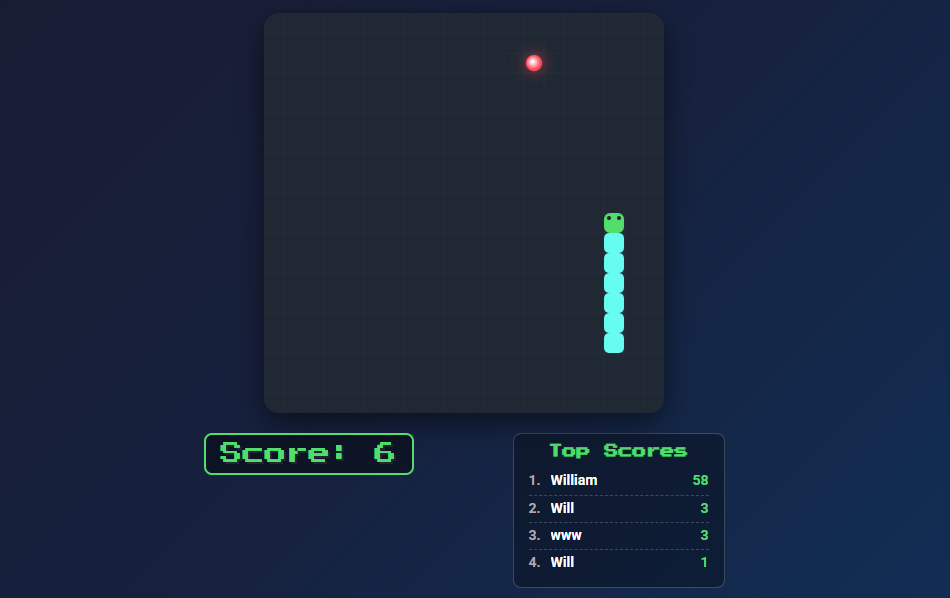 Score: 6
Top Scores
1. William 58
2. Will 3
3. www 3
4. Will 1